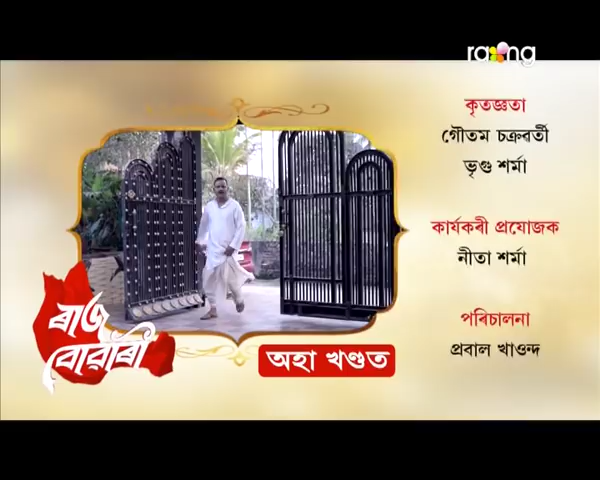 rang
কৃতজ্ঞতা
গৌতম চক্ৰৱৰ্তী
ভৃগু শৰ্মা
কাৰ্যকৰী প্ৰযোজক
নীতা শৰ্মা
পৰিচালনা
প্ৰবাল খাওন্দ
ৰাজ
বোৱাৰী
অহা খণ্ডত